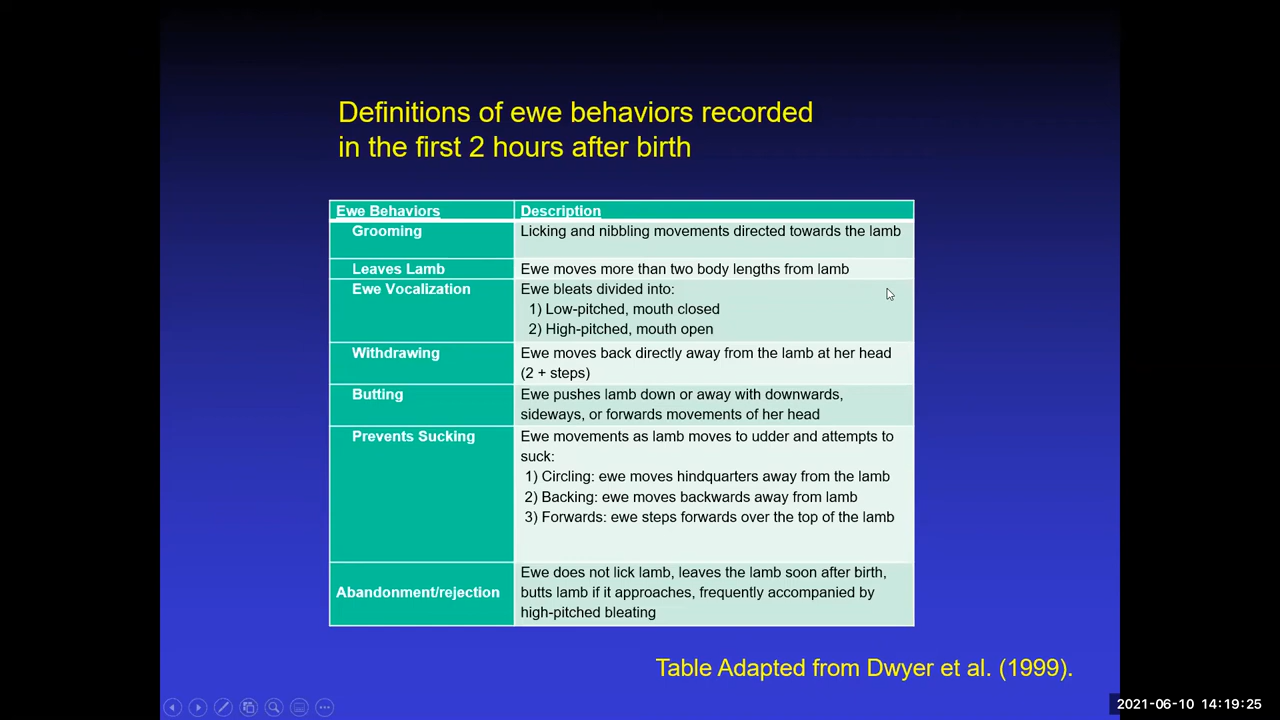 Definitions of ewe behaviors recorded
in the first 2 hours after birth
Ewe Behaviors
Description
Grooming
Licking and nibbling movements directed towards the lamb
Leaves Lamb
Ewe moves more than two body lengths from lamb
Ewe Vocalization
Ewe bleats divided into:
1) Low-pitched, mouth closed
2) High-pitched, mouth open
Withdrawing
Ewe moves back directly away from the lamb at her head
(2 + steps)
Butting
Ewe pushes lamb down or away with downwards,
sideways, or forwards movements of her head
Prevents Sucking
Ewe movements as lamb moves to udder and attempts to
suck:
1) Circling: ewe moves hindquarters away from the lamb
2) Backing: ewe moves backwards away from lamb
3) Forwards: ewe steps forwards over the top of the lamb
Abandonment/rejection
Ewe does not lick lamb, leaves the lamb soon after birth,
butts lamb if it approaches, frequently accompanied by
high-pitched bleating
Table Adapted from Dwyer et al. (1999).
2021-06-10 14:19:25